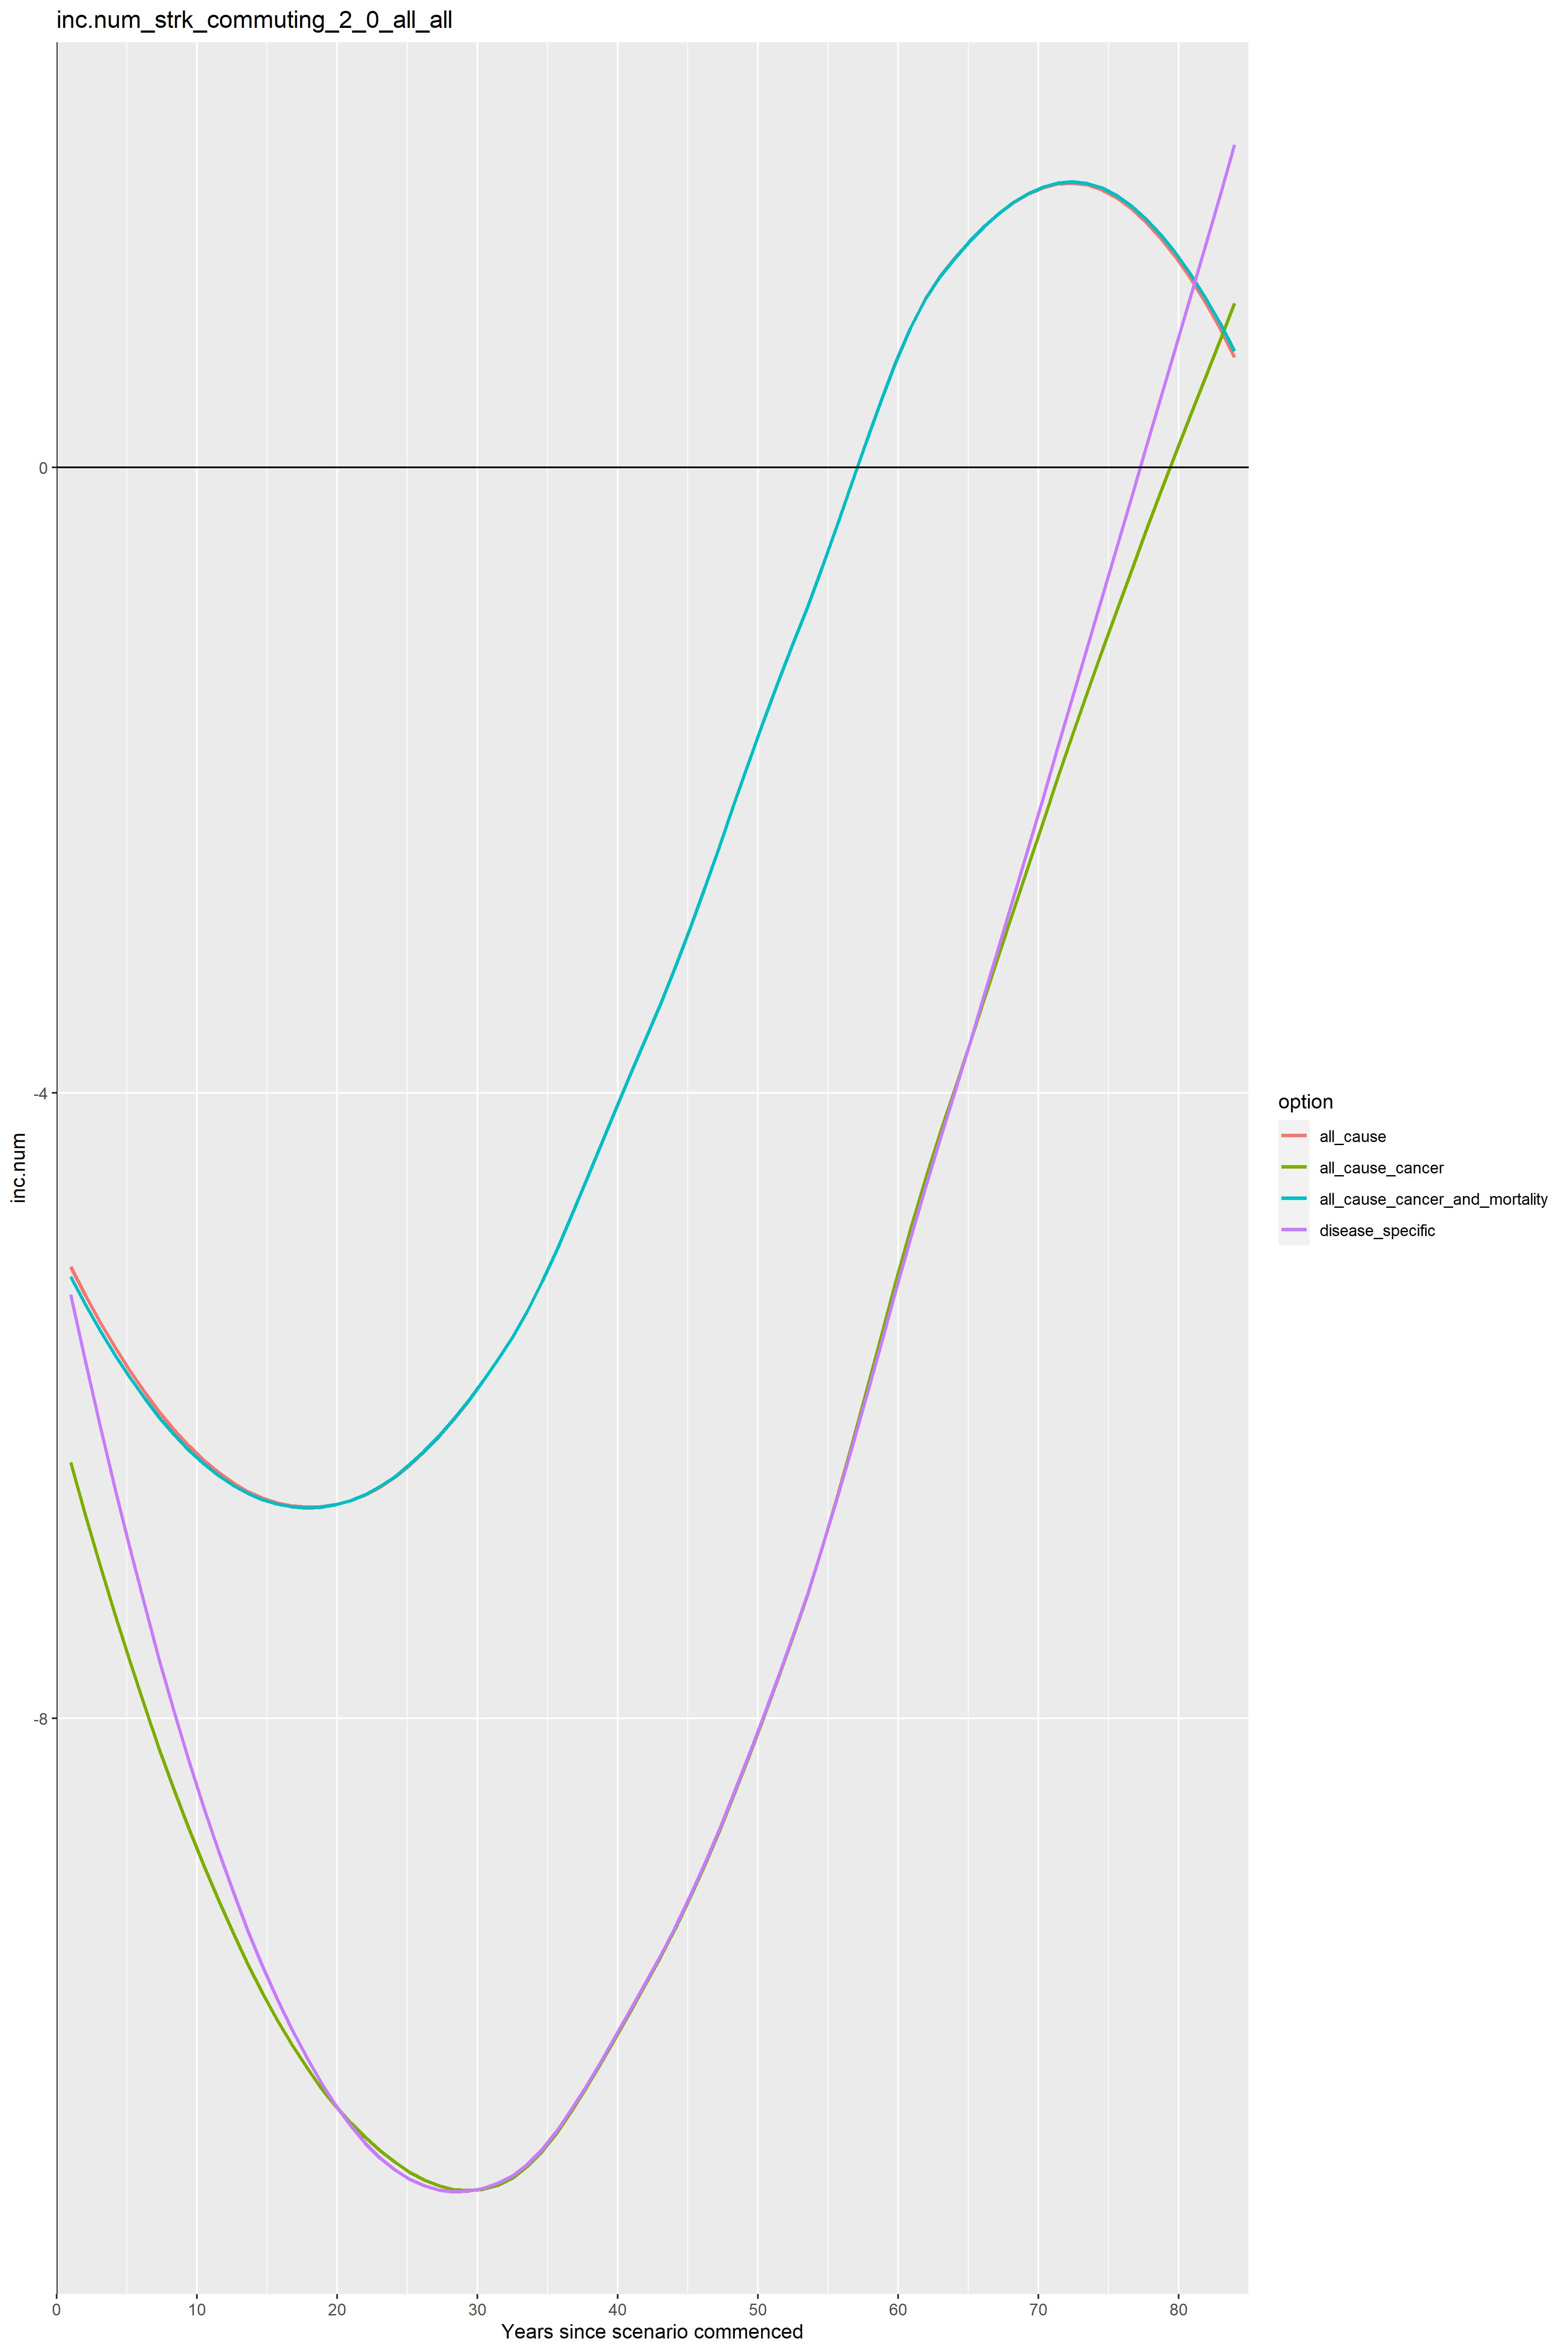 inc.num_strk_commuting_2_0_all_all
0
-4
-8
inc.num
0 10 20 30 40 50 60 70 80
Years since scenario commenced
option
all_cause
all_cause_cancer
all_cause_cancer_and_mortality
disease_specific